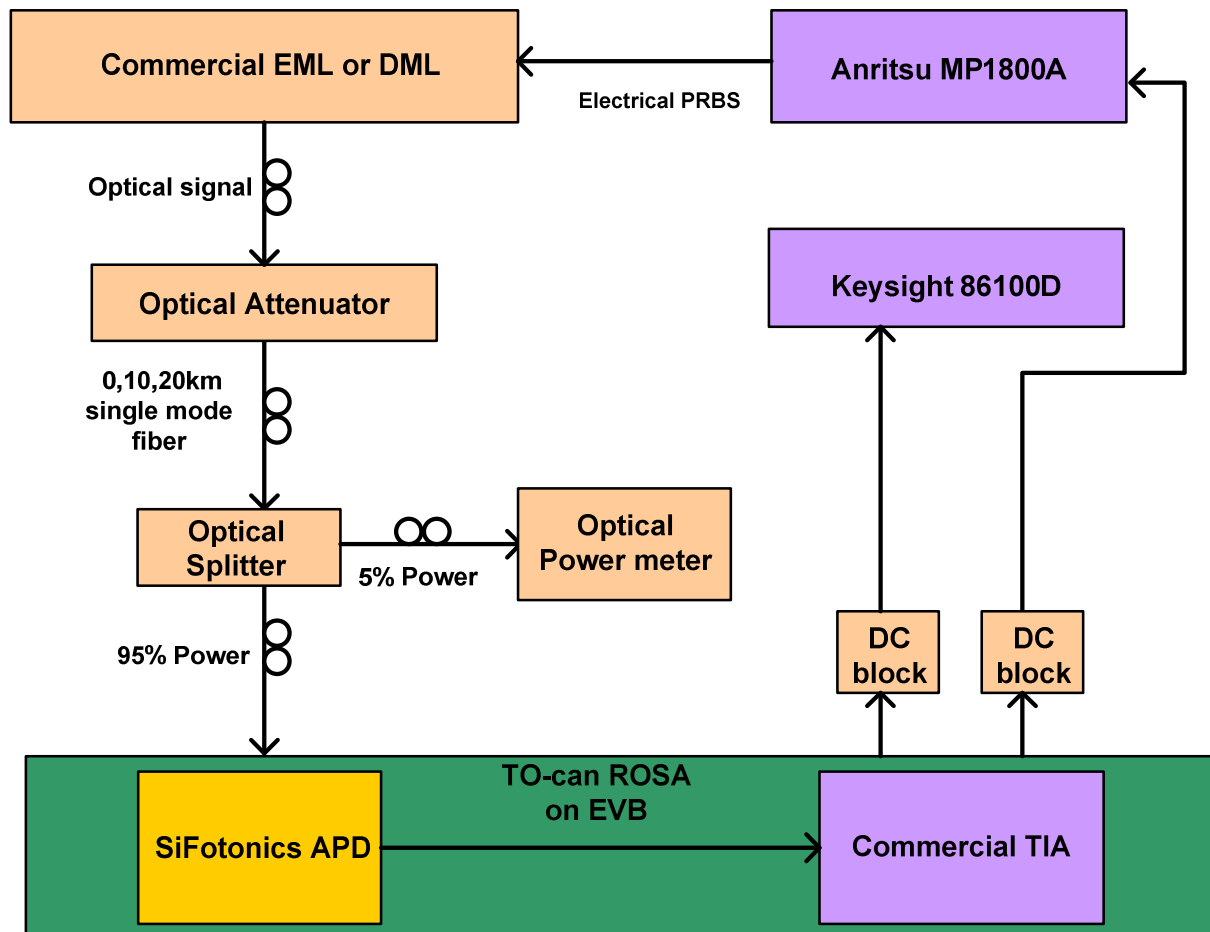 Commercial EML or DML
Anritsu MP1800A
Electrical PRBS
Optical signal
Keysight 86100D
Optical Attenuator
0,10,20km
single mode
fiber
Optical
Splitter
Optical
Power meter
5% Power
95% Power
DC
block
DC
block
TO-can ROSA
on EVB
SiFotonics APD
Commercial TIA